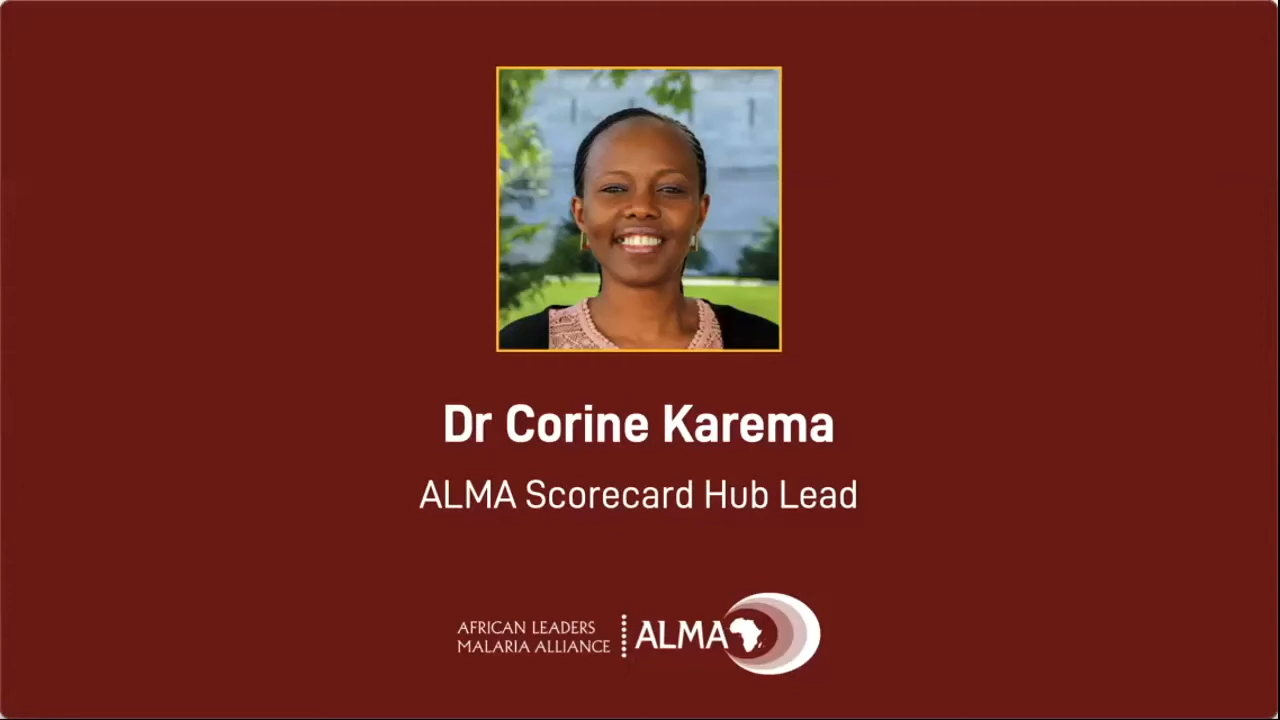 Dr Corine Karema
ALMA Scorecard Hub Lead
AFRICAN LEADERS
MALARIA ALLIANCE
ALMA